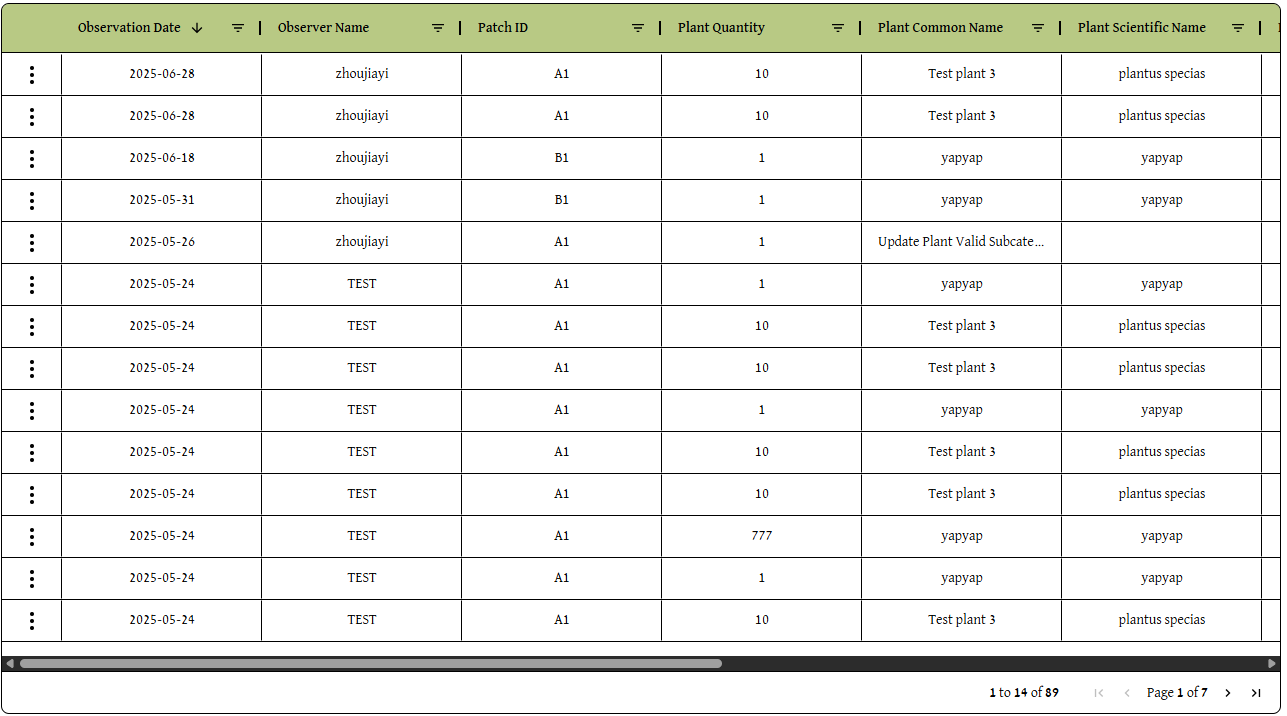 Observation Date Observer Name Patch ID Plant Quantity Plant Common Name Plant Scientific Name
2025-06-28 zhoujiayi A1 10 Test plant 3 plantus specias
2025-06-28 zhoujiayi A1 10 Test plant 3 plantus specias
2025-06-18 zhoujiayi B1 1 yapyap yapyap
2025-05-31 zhoujiayi B1 1 yapyap yapyap
2025-05-26 zhoujiayi A1 1 Update Plant Valid Subcate...
2025-05-24 TEST A1 1 yapyap yapyap
2025-05-24 TEST A1 10 Test plant 3 plantus specias
2025-05-24 TEST A1 10 Test plant 3 plantus specias
2025-05-24 TEST A1 1 yapyap yapyap
2025-05-24 TEST A1 10 Test plant 3 plantus specias
2025-05-24 TEST A1 10 Test plant 3 plantus specias
2025-05-24 TEST A1 777 yapyap yapyap
2025-05-24 TEST A1 1 yapyap yapyap
2025-05-24 TEST A1 10 Test plant 3 plantus specias
1 to 14 of 89 Page 1 of 7